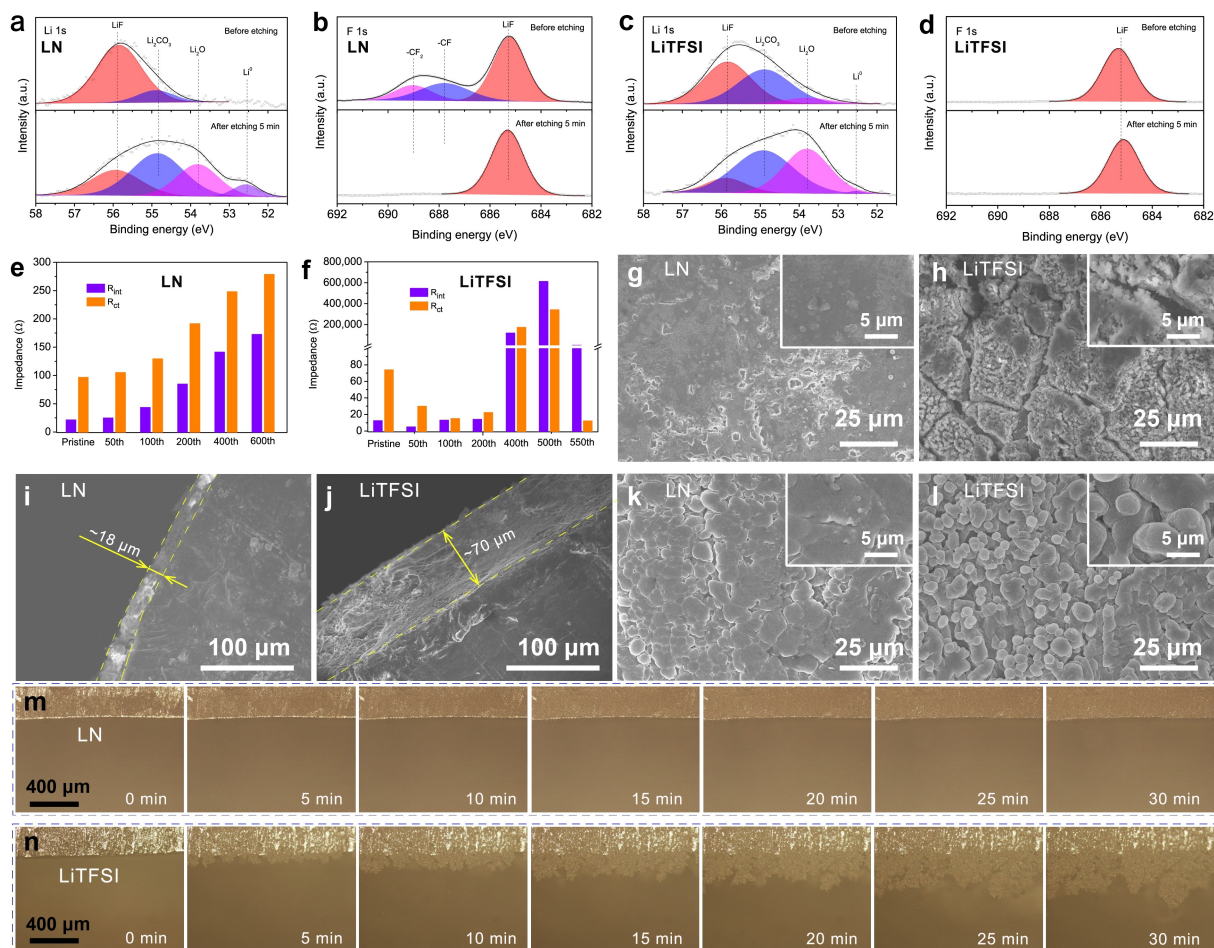 a
Li 1s
LN
LiF
Li₂CO₃
Li₂O
Li⁰
Before etching
After etching 5 min
Intensity (a.u.)
58 57 56 55 54 53 52
Binding energy (eV)
b
F 1s
LN
-CF₂
-CF
LiF
Before etching
After etching 5 min
Intensity (a.u.)
692 690 688 686 684 682
Binding energy (eV)
c
Li 1s
LiTFSI
LiF
Li₂CO₃
Li₂O
Li⁰
Before etching
After etching 5 min
Intensity (a.u.)
58 57 56 55 54 53 52
Binding energy (eV)
d
F 1s
LiTFSI
LiF
Before etching
After etching 5 min
Intensity (a.u.)
692 690 688 686 684 682
Binding energy (eV)
e
LN
R_int
R_ct
Impedance (Ω)
300
250
200
150
100
50
0
Pristine 50th 100th 200th 400th 600th
f
LiTFSI
R_int
R_ct
Impedance (Ω)
800,000
600,000
400,000
200,000
80
60
40
20
0
Pristine 50th 100th 200th 400th 500th 550th
g
LN
5 µm
25 µm
h
LiTFSI
5 µm
25 µm
i
LN
~18 µm
100 µm
j
LiTFSI
~70 µm
100 µm
k
LN
5 µm
25 µm
l
LiTFSI
5 µm
25 µm
m
LN
400 µm
0 min
5 min
10 min
15 min
20 min
25 min
30 min
n
LiTFSI
400 µm
0 min
5 min
10 min
15 min
20 min
25 min
30 min